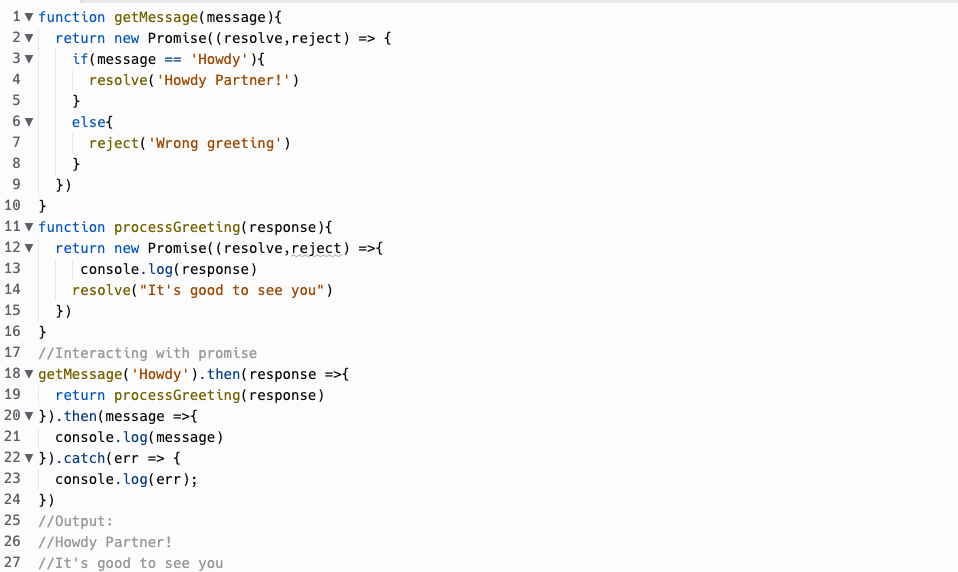 1 function getMessage(message){
2   return new Promise((resolve,reject) => {
3     if(message == 'Howdy'){
4       resolve('Howdy Partner!')
5     }
6     else{
7       reject('Wrong greeting')
8     }
9   })
10 }
11 function processGreeting(response){
12   return new Promise((resolve,reject) =>{
13      console.log(response)
14     resolve("It's good to see you")
15   })
16 }
17 //Interacting with promise
18 getMessage('Howdy').then(response =>{
19   return processGreeting(response)
20 }).then(message =>{
21   console.log(message)
22 }).catch(err => {
23   console.log(err);
24 })
25 //Output:
26 //Howdy Partner!
27 //It's good to see you